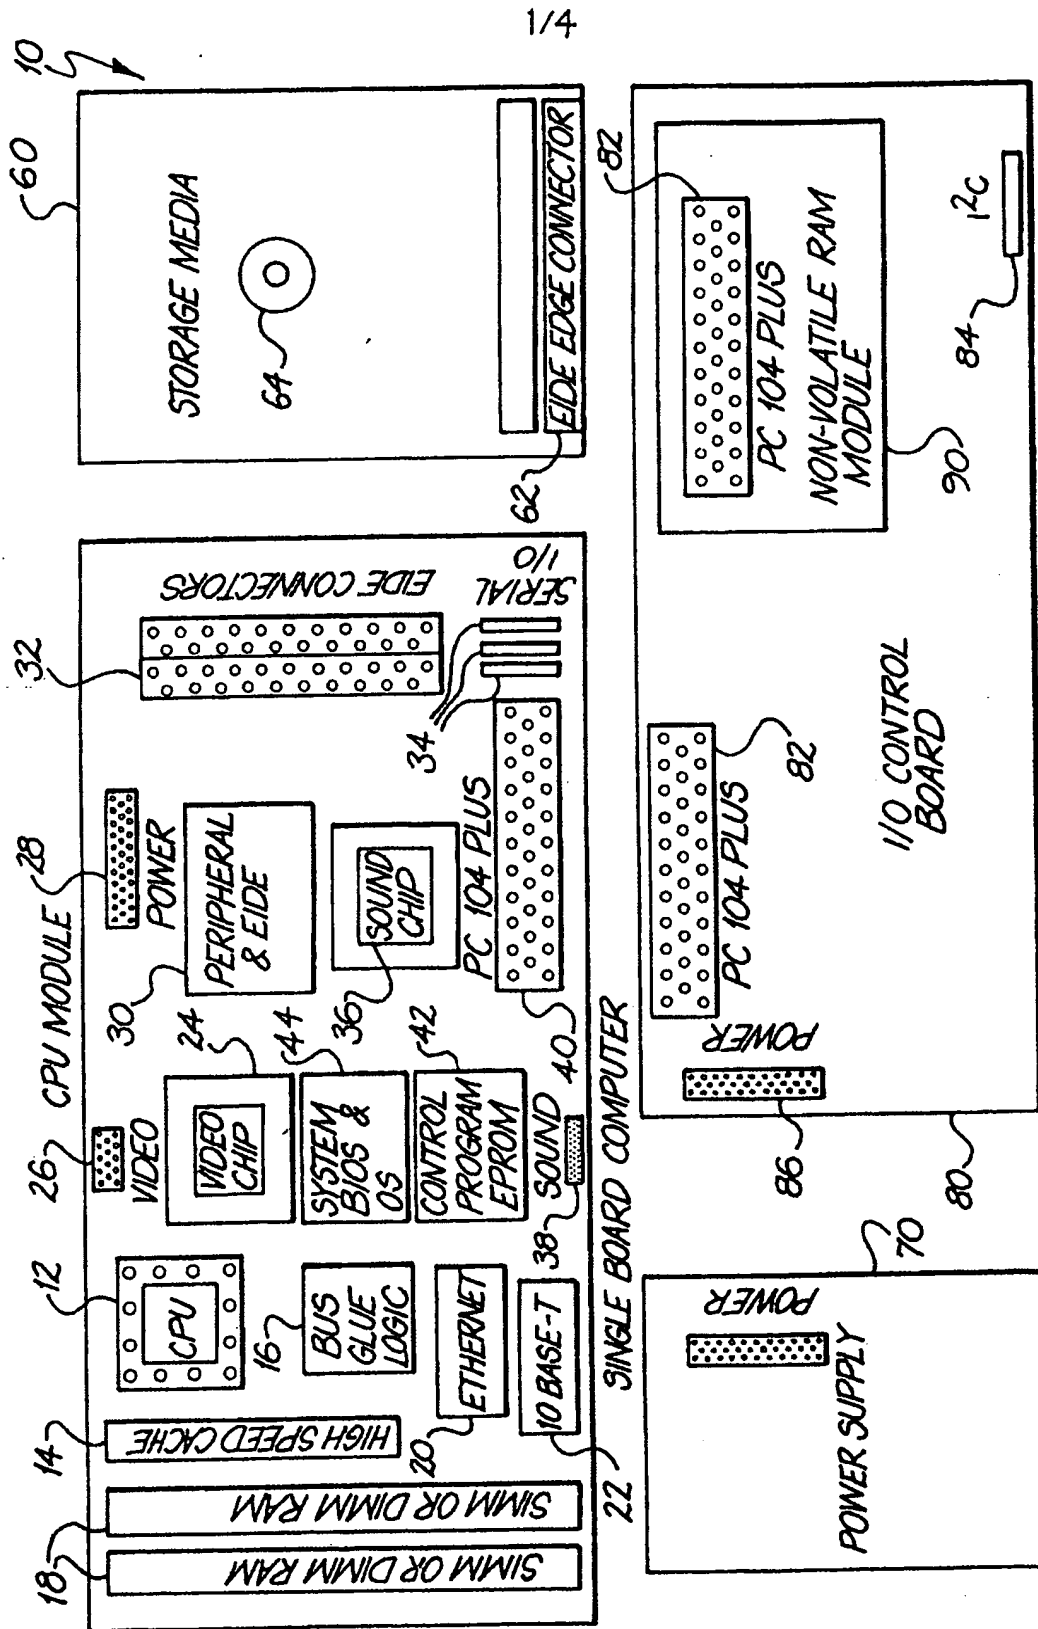 1/4
10
CPU MODULE
60
26
VIDEO
28
POWER
32
EIDE CONNECTORS
STORAGE MEDIA
64
EIDE EDGE CONNECTOR
62
18
SIMM OR DIMM RAM
SIMM OR DIMM RAM
14
HIGH SPEED CACHE
12
CPU
16
BUS
GLUE
LOGIC
20
ETHERNET
22
10 BASE-T
24
VIDEO
CHIP
44
SYSTEM
BIOS &
OS
42
CONTROL
PROGRAM
EPROM
38
SOUND
30
PERIPHERAL
& EIDE
36
SOUND
CHIP
PC 104 PLUS
40
34
SERIAL
I/O
SINGLE BOARD COMPUTER
70
POWER
POWER SUPPLY
80
86
POWER
PC 104 PLUS
82
I/O CONTROL
BOARD
82
PC 104 PLUS
NON-VOLATILE RAM
MODULE
90
84
I²C